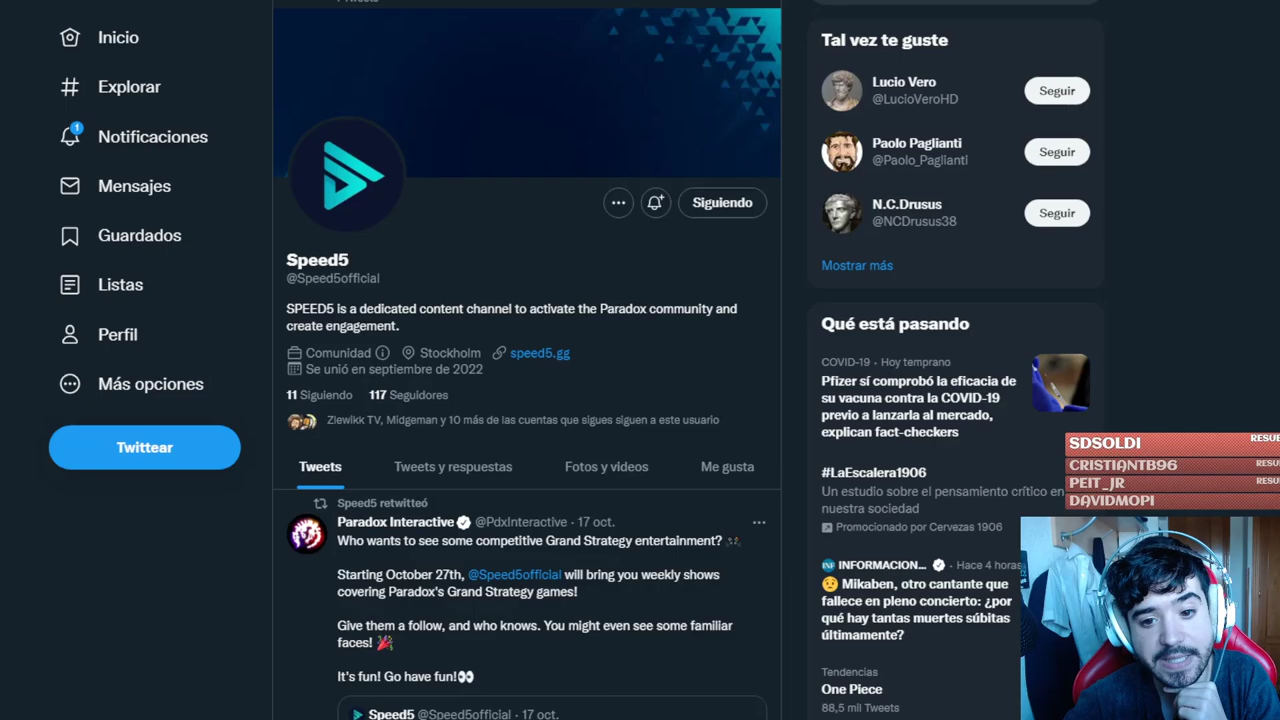 Inicio
Explorar
1
Notificaciones
Mensajes
Guardados
Listas
Perfil
Más opciones
Twittear
Siguiendo
Speed5
@Speed5official
SPEED5 is a dedicated content channel to activate the Paradox community and
create engagement.
Comunidad Stockholm speed5.gg
Se unió en septiembre de 2022
11 Siguiendo 117 Seguidores
Zlewikk TV, Midgeman y 10 más de las cuentas que sigues siguen a este usuario
Tweets Tweets y respuestas Fotos y videos Me gusta
Speed5 retwitteó
Paradox Interactive @PdxInteractive · 17 oct.
Who wants to see some competitive Grand Strategy entertainment?
Starting October 27th, @Speed5official will bring you weekly shows
covering Paradox's Grand Strategy games!
Give them a follow, and who knows. You might even see some familiar
faces! 🎉
It's fun! Go have fun!👀
Speed5 @Speed5official · 17 oct.
Tal vez te guste
Lucio Vero
@LucioVeroHD
Seguir
Paolo Paglianti
@Paolo_Paglianti
Seguir
N.C.Drusus
@NCDrusus38
Seguir
Mostrar más
Qué está pasando
COVID-19 · Hoy temprano
Pfizer sí comprobó la eficacia de
su vacuna contra la COVID-19
previo a lanzarla al mercado,
explican fact-checkers
#LaEscalera1906
Un estudio sobre el pensamiento crítico en
nuestra sociedad
Promocionado por Cervezas 1906
INFORMACION... · Hace 4 horas
😟 Mikaben, otro cantante que
fallece en pleno concierto: ¿por
qué hay tantas muertes súbitas
últimamente?
Tendencias
One Piece
88,5 mil Tweets
SDSOLDI RESU
CRISTIANTB96 RESU
PEIT_JR RESU
DAVIDMOPI